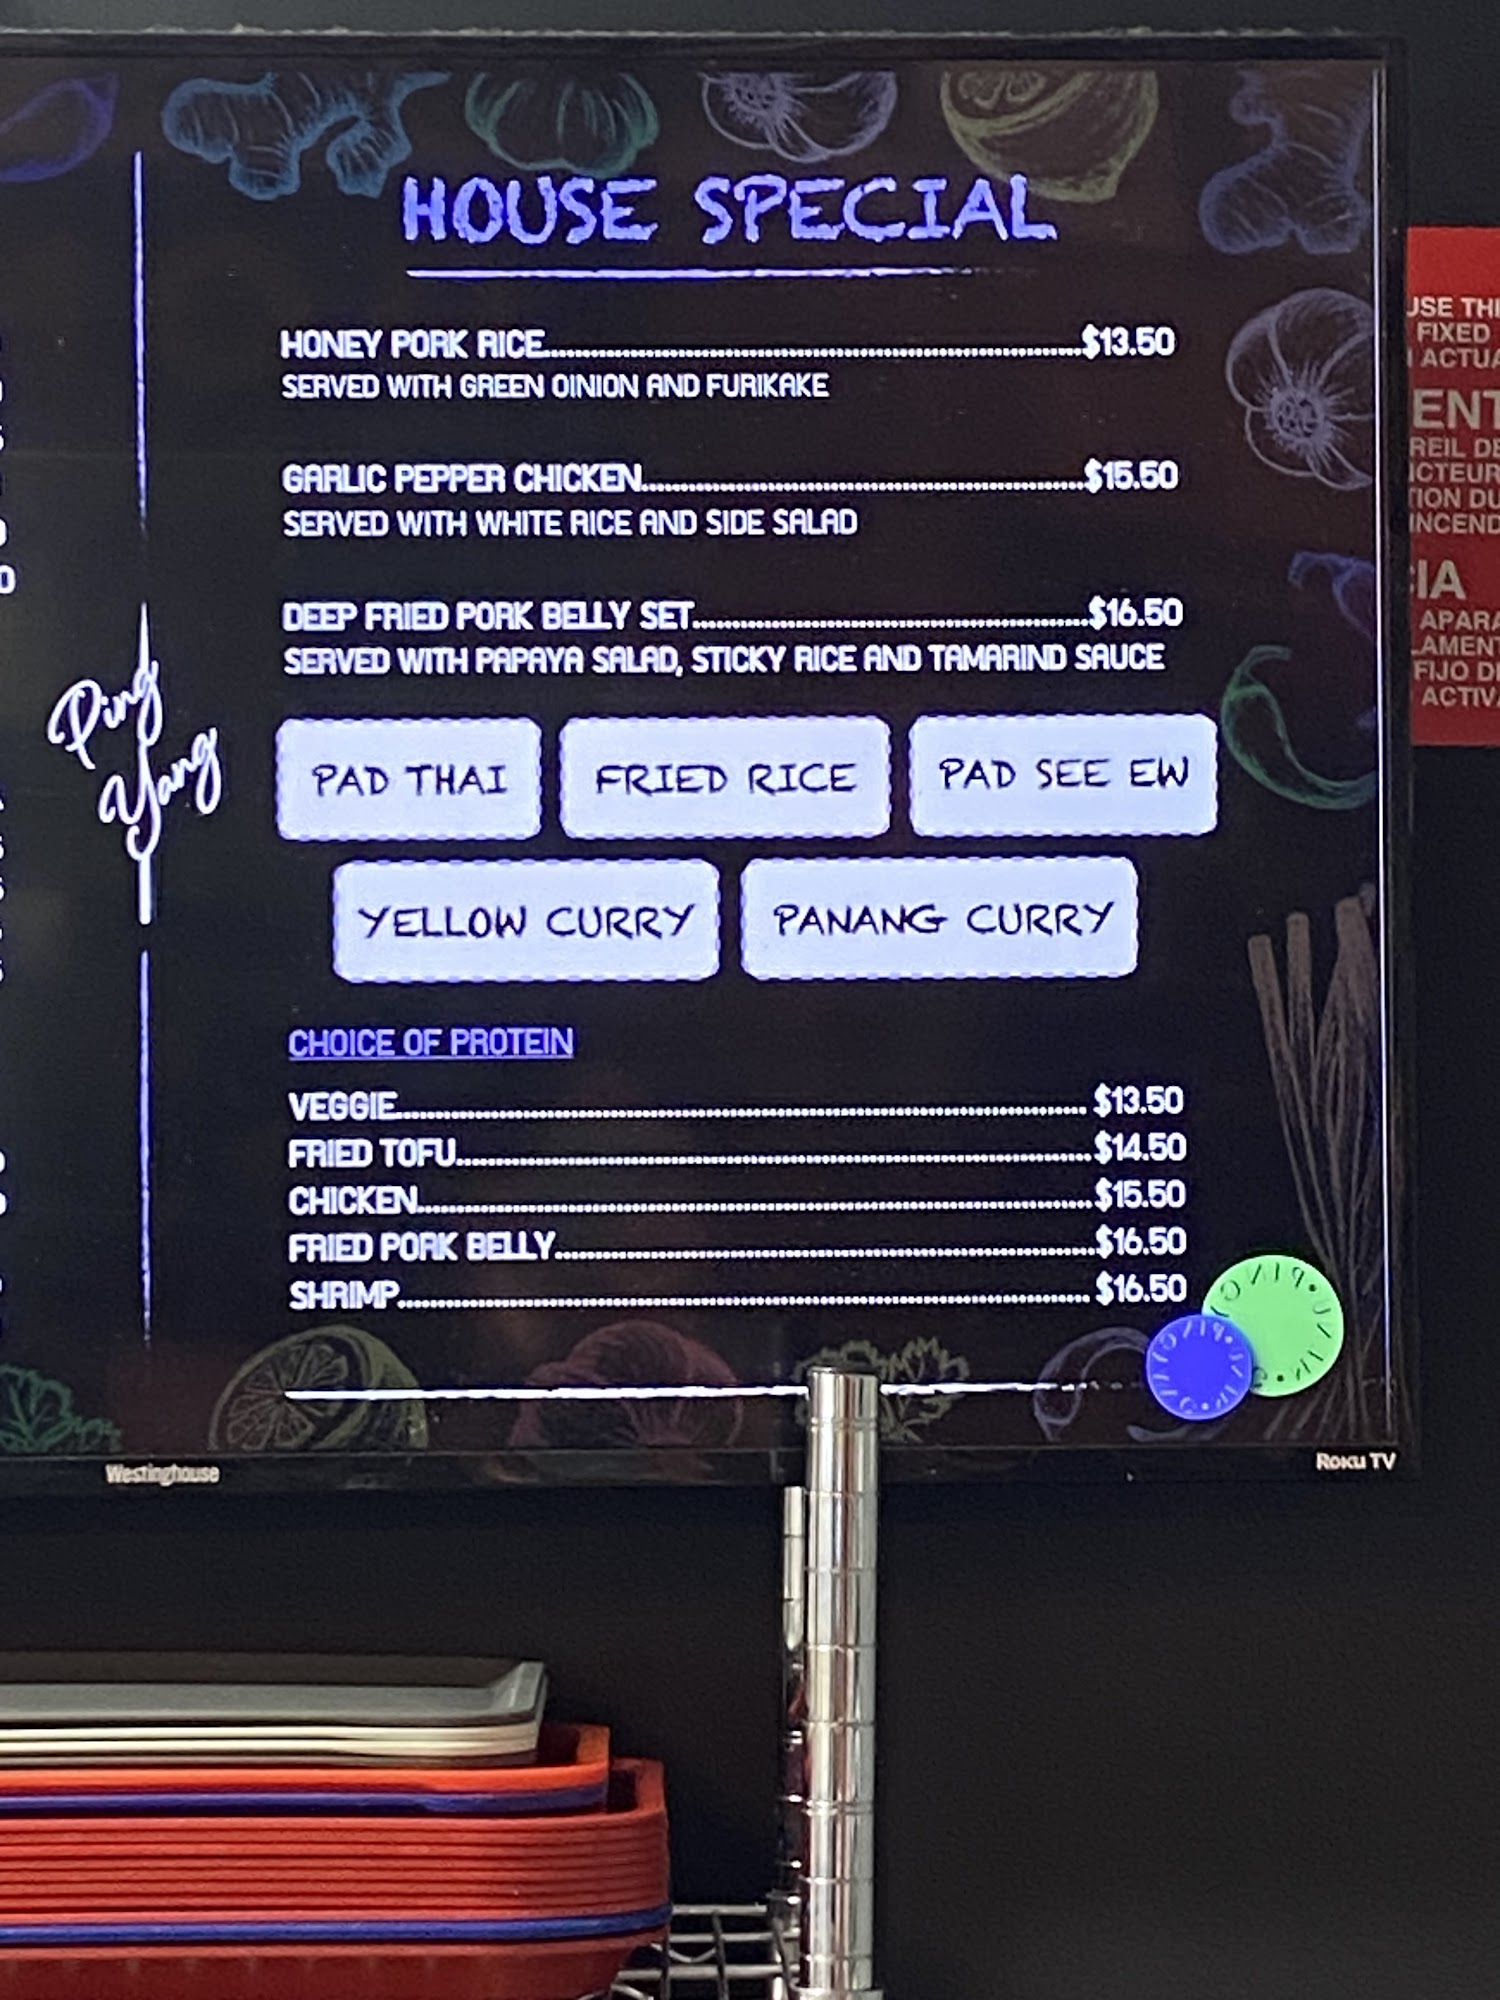 HOUSE SPECIAL
HONEY PORK RICE........$13.50
SERVED WITH GREEN OINION AND FURIKAKE
GARLIC PEPPER CHICKEN........$15.50
SERVED WITH WHITE RICE AND SIDE SALAD
DEEP FRIED PORK BELLY SET........$16.50
SERVED WITH PAPAYA SALAD, STICKY RICE AND TAMARIND SAUCE
Ping
Yang
PAD THAI
FRIED RICE
PAD SEE EW
YELLOW CURRY
PANANG CURRY
CHOICE OF PROTEIN
VEGGIE........$13.50
FRIED TOFU........$14.50
CHICKEN........$15.50
FRIED PORK BELLY........$16.50
SHRIMP........$16.50
Westinghouse
Roku TV
FIXED